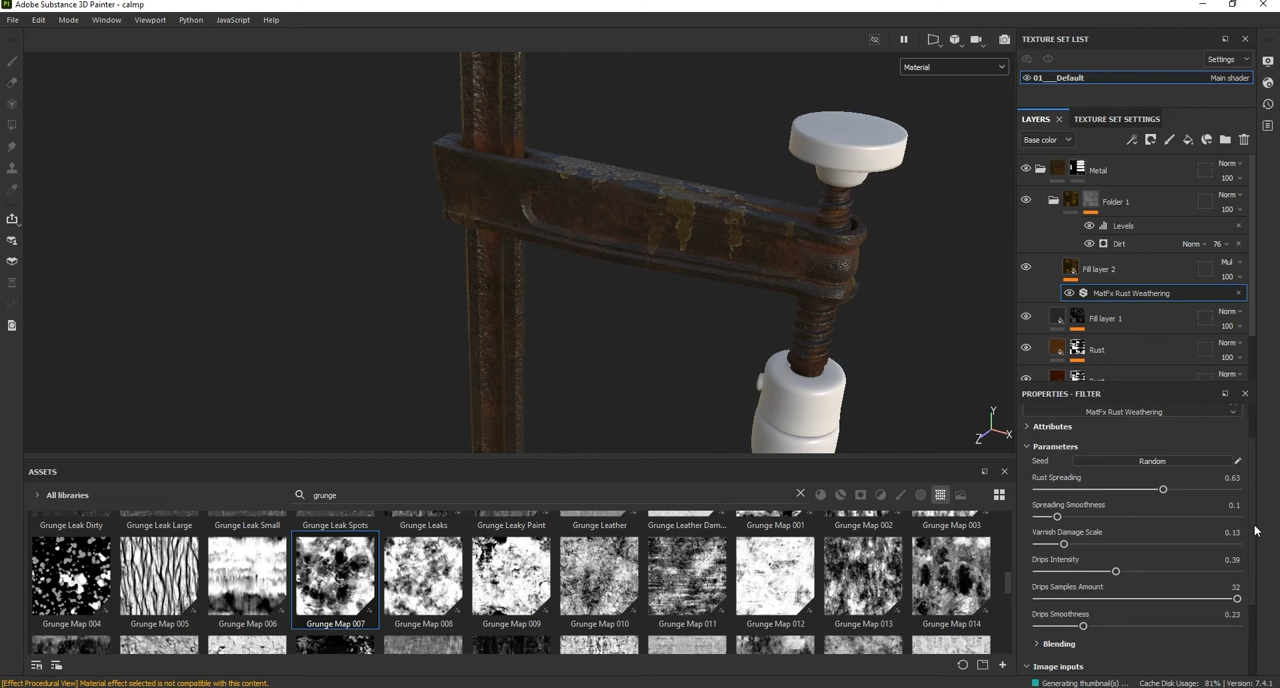 Pt Adobe Substance 3D Painter - calmp
File Edit Mode Window Viewport Python JavaScript Help
Material
TEXTURE SET LIST
Settings
01___Default Main shader
LAYERS TEXTURE SET SETTINGS
Base color
Metal Norm 100
Folder 1 Norm 100
Levels
Dirt Norm 76
Fill layer 2 Mul 100
MatFx Rust Weathering
Fill layer 1 Norm 100
Rust Norm 100
Norm
PROPERTIES - FILTER
MatFx Rust Weathering
Attributes
Parameters
Seed Random
Rust Spreading 0.63
Spreading Smoothness 0.1
Varnish Damage Scale 0.13
Drips Intensity 0.39
Drips Samples Amount 32
Drips Smoothness 0.23
Blending
Image inputs
Y
Z X
ASSETS
All libraries grunge
Grunge Leak Dirty Grunge Leak Large Grunge Leak Small Grunge Leak Spots Grunge Leaks Grunge Leaky Paint Grunge Leather Grunge Leather Dam... Grunge Map 001 Grunge Map 002 Grunge Map 003
Grunge Map 004 Grunge Map 005 Grunge Map 006 Grunge Map 007 Grunge Map 008 Grunge Map 009 Grunge Map 010 Grunge Map 011 Grunge Map 012 Grunge Map 013 Grunge Map 014
[Effect Procedural View] Material effect selected is not compatible with this content. Generating thumbnail(s) ... Cache Disk Usage: 81% | Version: 7.4.1